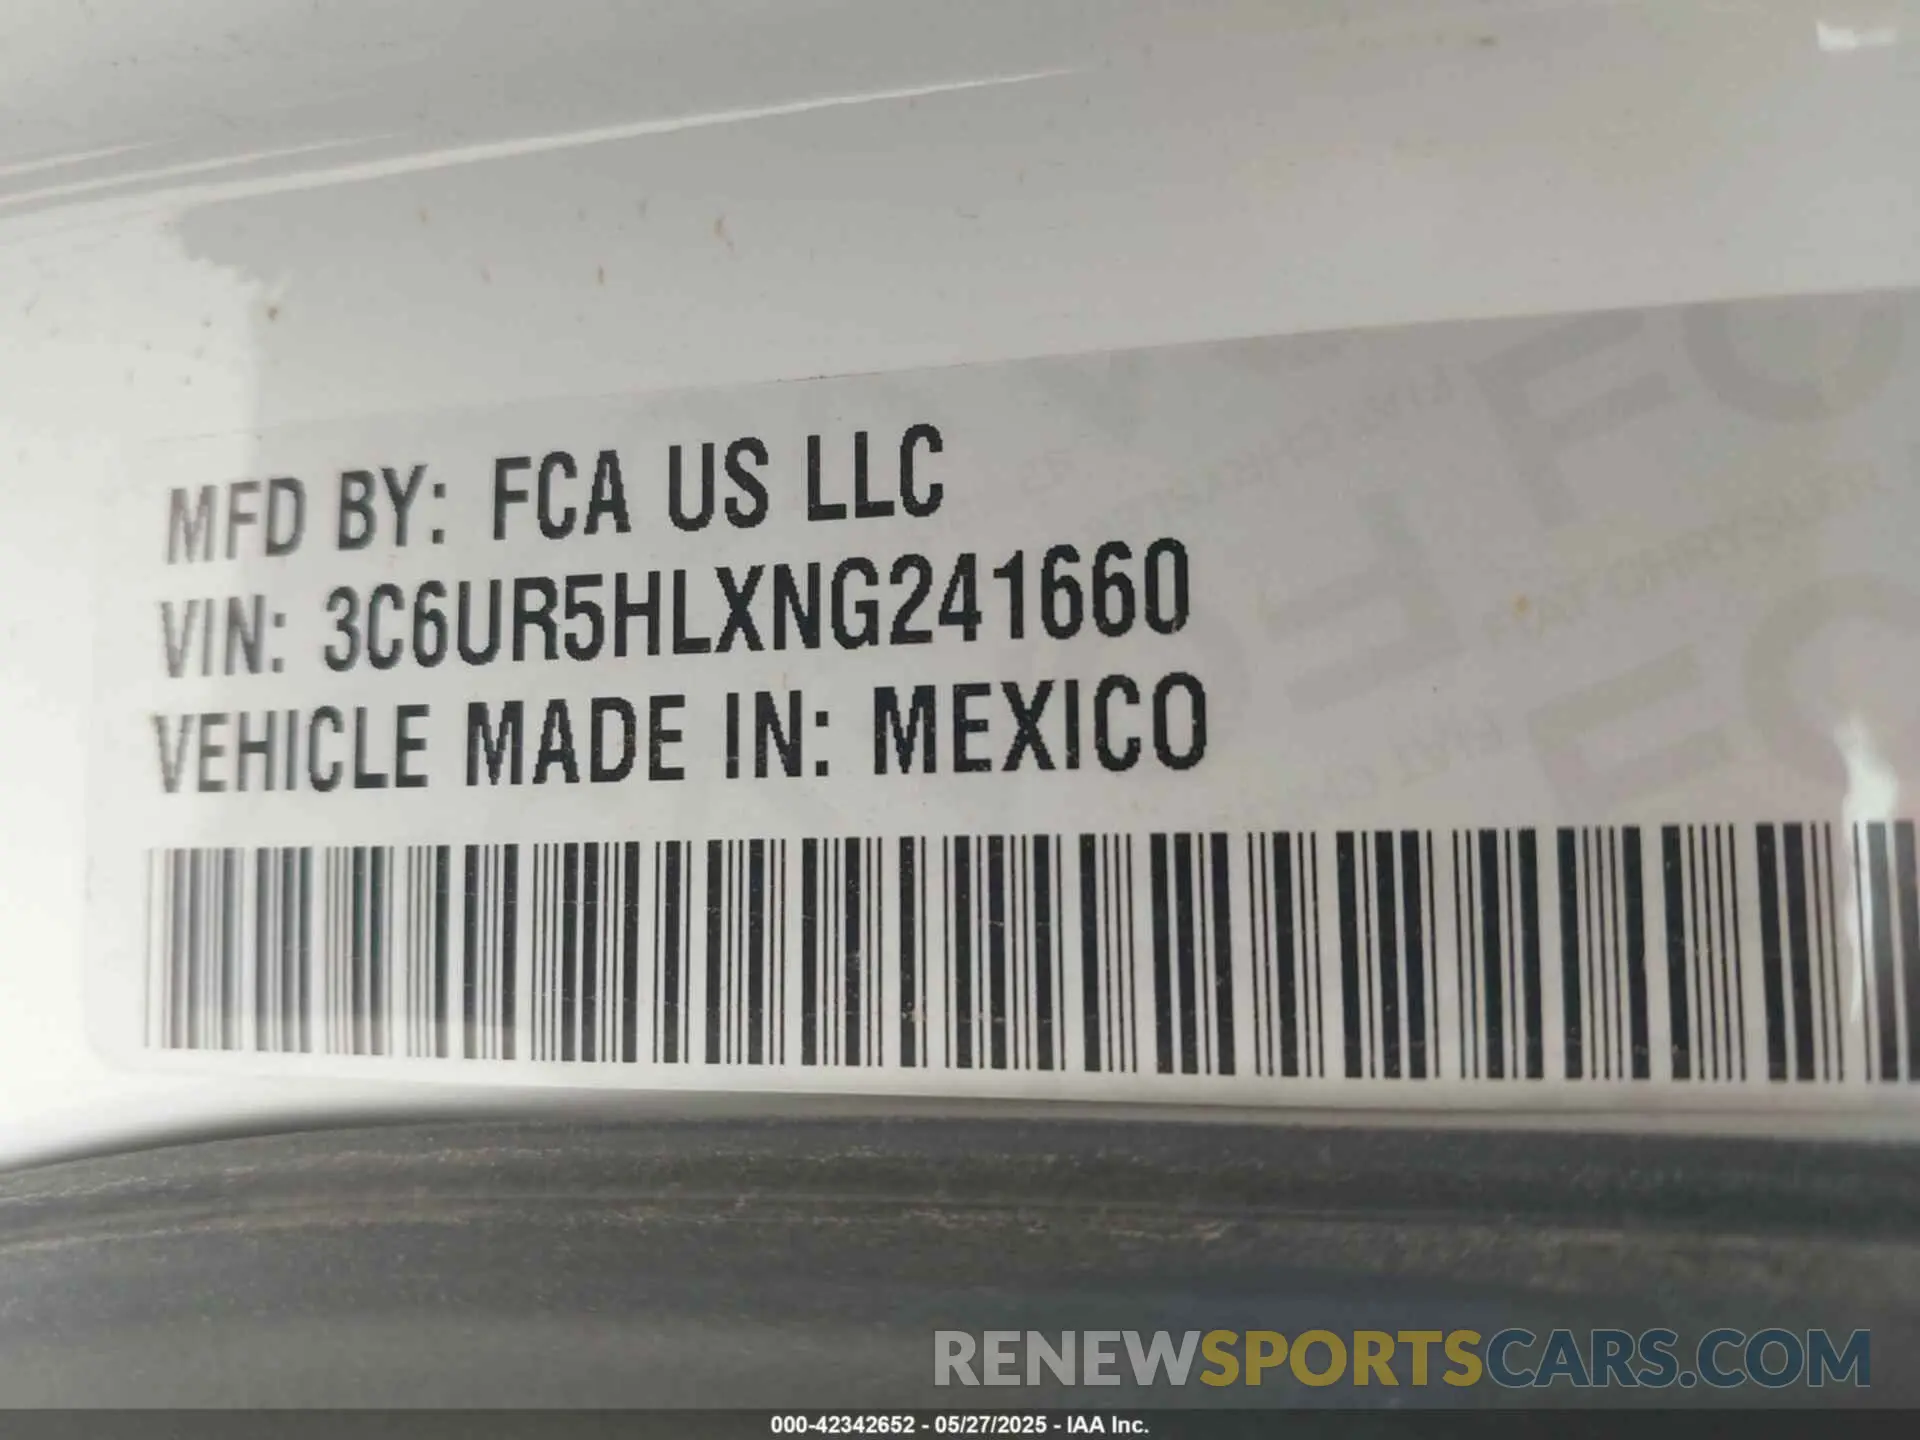 MFD BY: FCA US LLC
VIN: 3C6UR5HLXNG241660
VEHICLE MADE IN: MEXICO
RENEWSPORTSCARS.COM
000-42342652 - 05/27/2025 - IAA Inc.